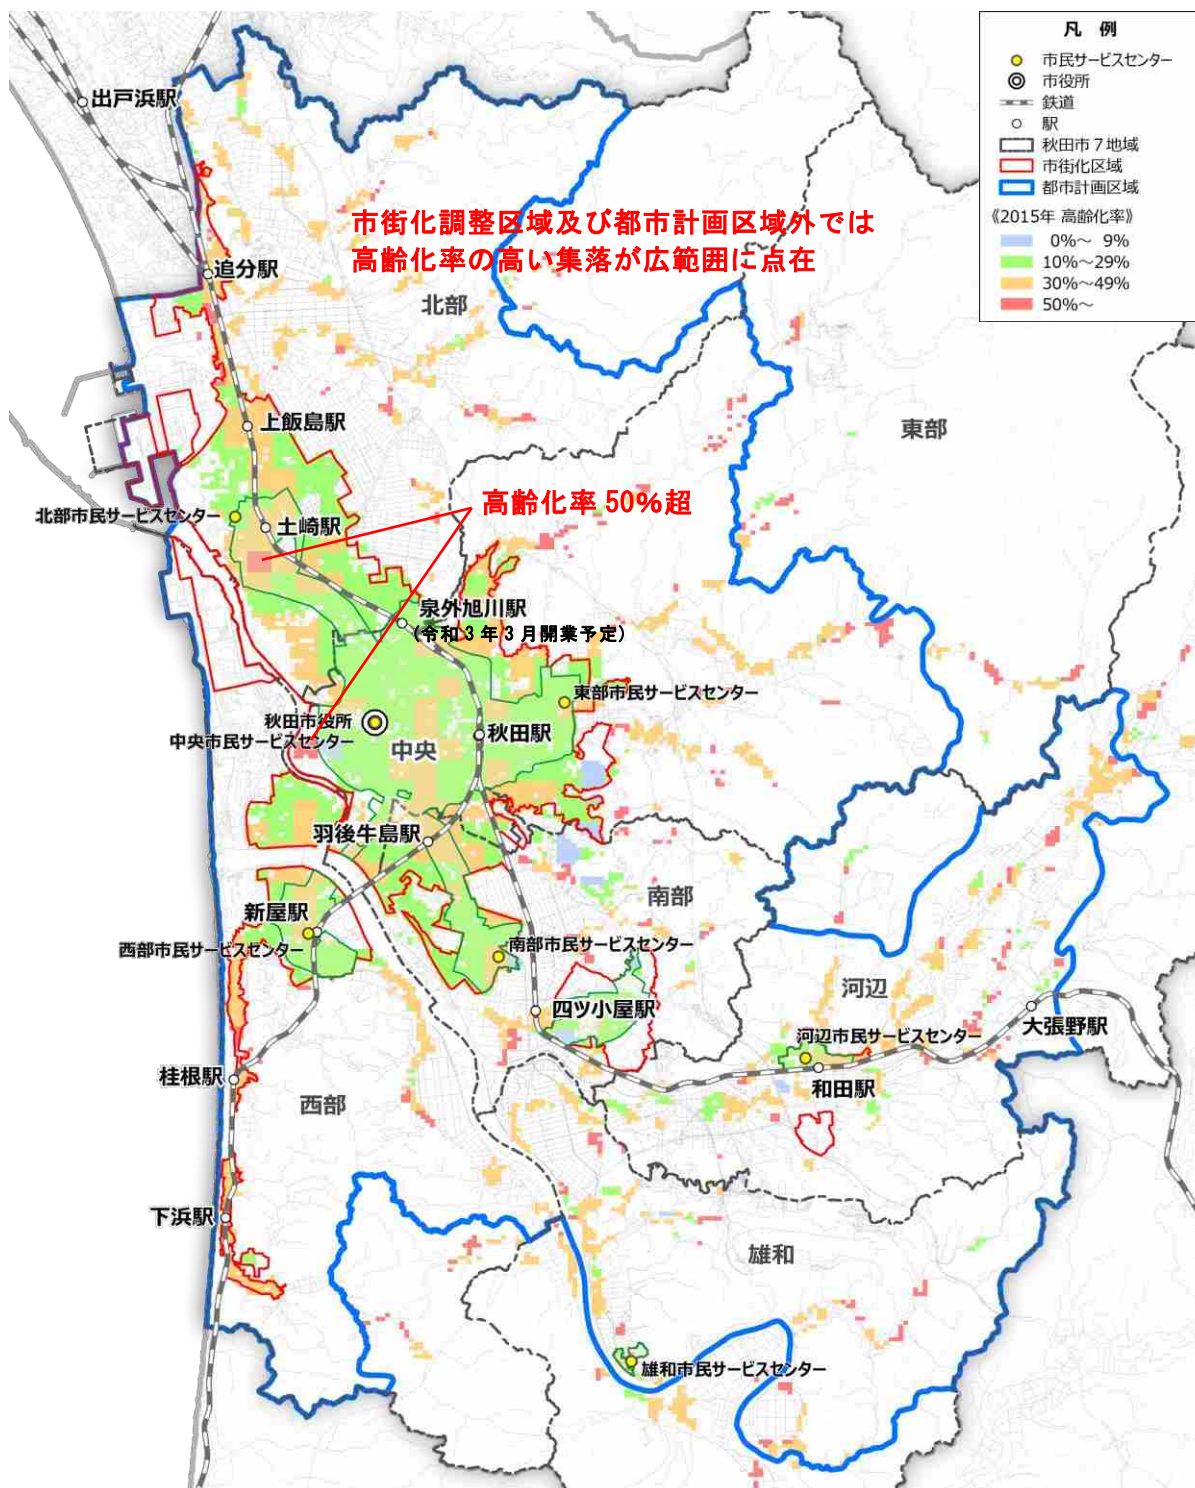 凡 例
市民サービスセンター
市役所
鉄道
駅
秋田市７地域
市街化区域
都市計画区域
《2015年 高齢化率》
0%～ 9%
10%～29%
30%～49%
50%～
出戸浜駅
市街化調整区域及び都市計画区域外では
高齢化率の高い集落が広範囲に点在
追分駅
北部
上飯島駅
東部
高齢化率 50%超
北部市民サービスセンター
土崎駅
泉外旭川駅
(令和３年３月開業予定)
東部市民サービスセンター
秋田市役所
中央市民サービスセンター
中央
秋田駅
羽後牛島駅
南部
新屋駅
西部市民サービスセンター
南部市民サービスセンター
河辺
四ツ小屋駅
大張野駅
河辺市民サービスセンター
和田駅
桂根駅
西部
下浜駅
雄和
雄和市民サービスセンター